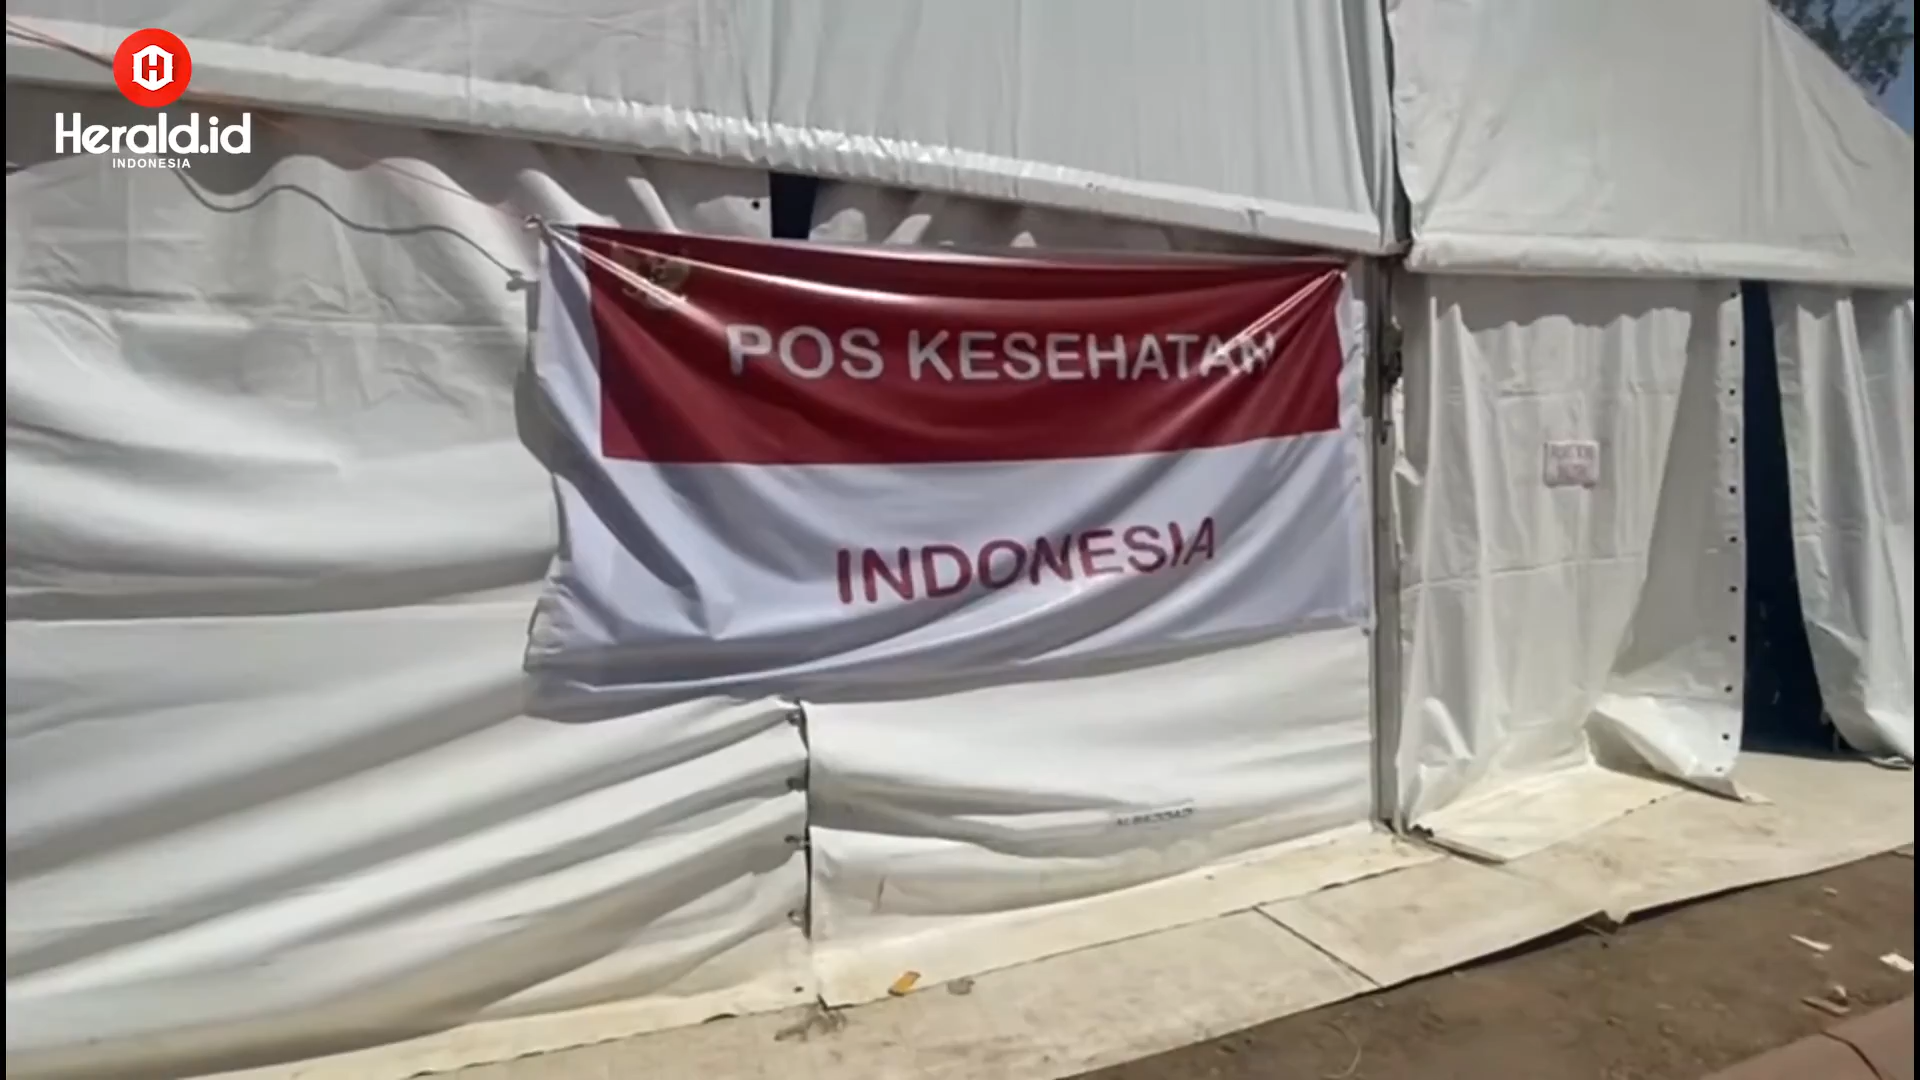 Herald.id
INDONESIA
POS KESEHATAN
INDONESIA